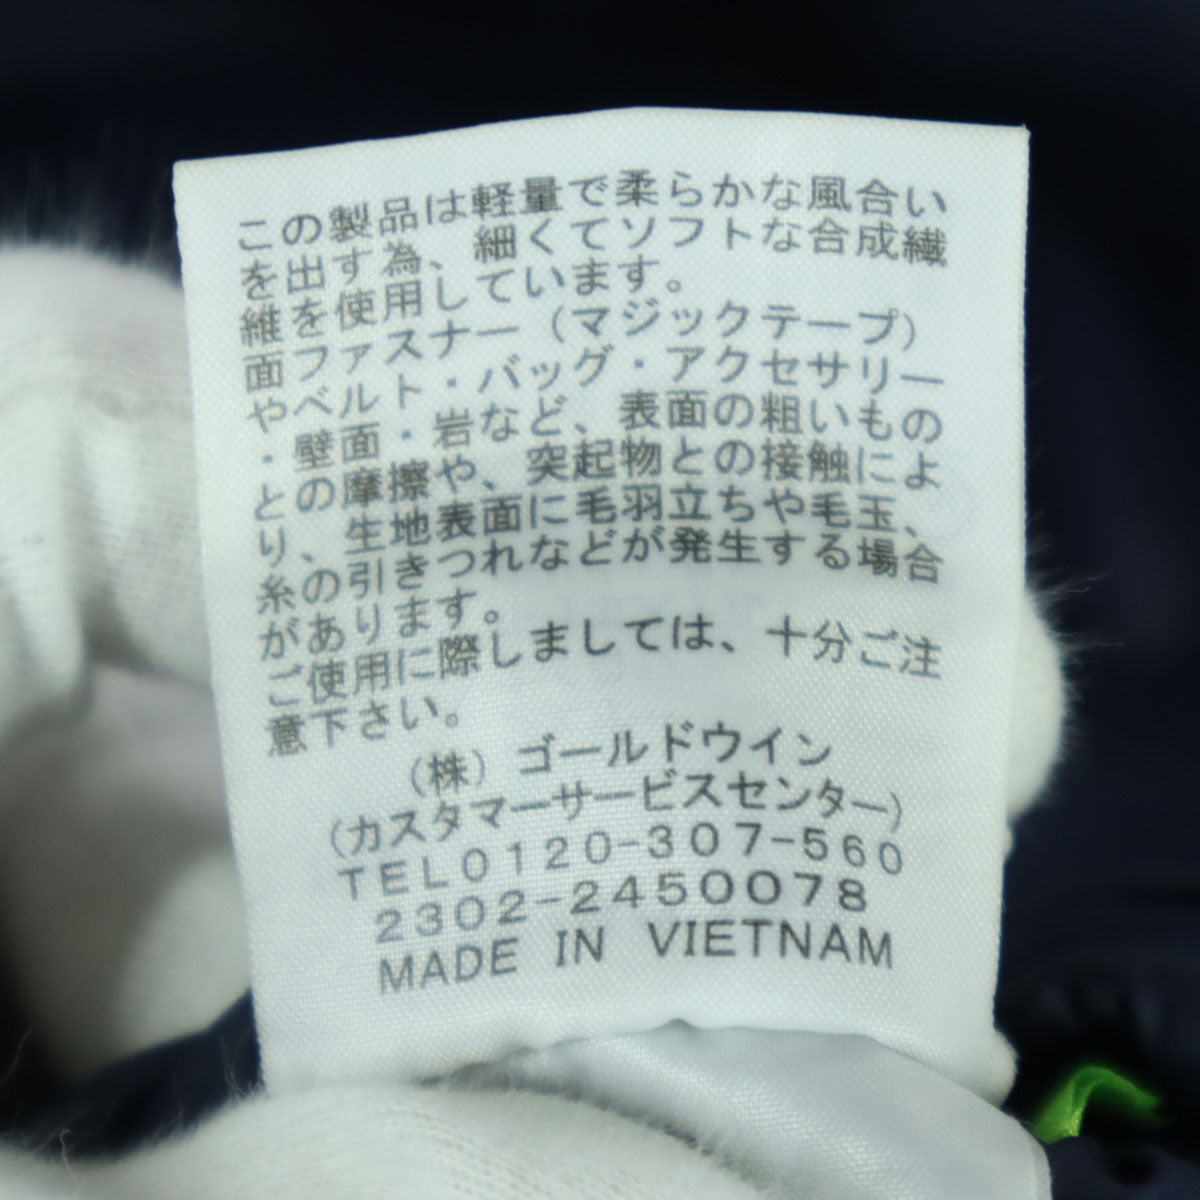 この製品は軽量で柔らかな風合い
を出す為、細くてソフトな合成繊
維を使用しています。
面ファスナー（マジックテープ）
やベルト・バッグ・アクセサリー
・壁面・岩など、表面の粗いもの
との摩擦や、突起物との接触によ
り、生地表面に毛羽立ちや毛玉、
糸の引きつれなどが発生する場合
があります。
ご使用に際しましては、十分ご注
意下さい。
（株）ゴールドウイン
(カスタマーサービスセンター)
TEL0120-307-560
2302-2450078
MADE IN VIETNAM